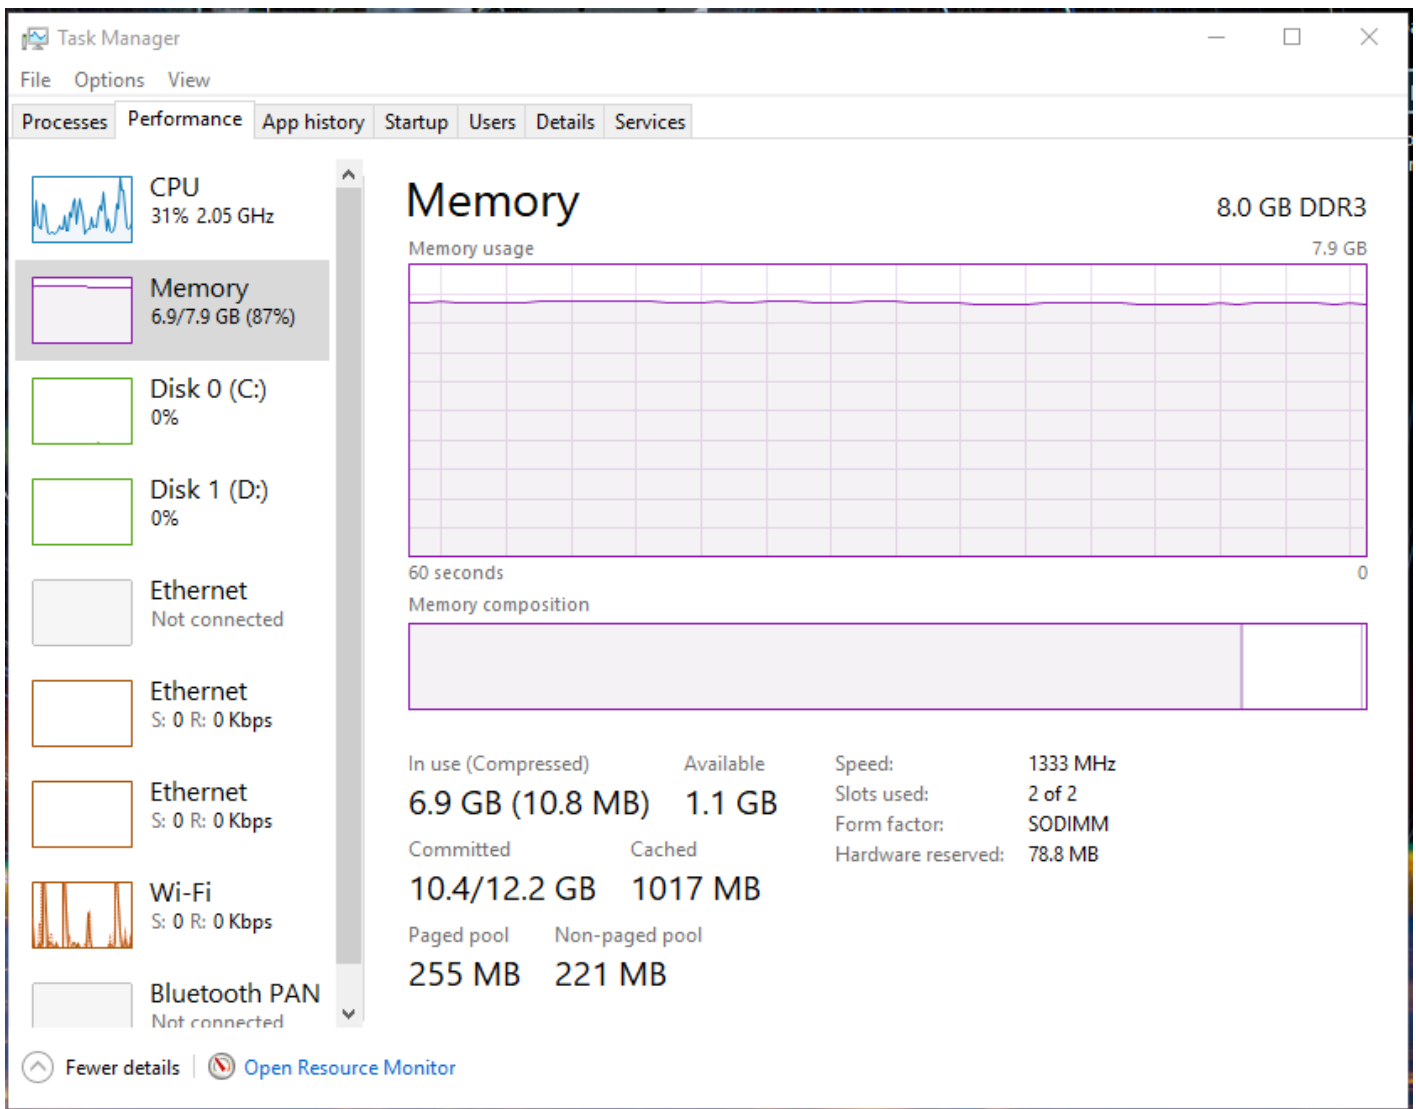 Task Manager
File Options View
Processes Performance App history Startup Users Details Services
CPU
31% 2.05 GHz
Memory
6.9/7.9 GB (87%)
Disk 0 (C:)
0%
Disk 1 (D:)
0%
Ethernet
Not connected
Ethernet
S: 0 R: 0 Kbps
Ethernet
S: 0 R: 0 Kbps
Wi-Fi
S: 0 R: 0 Kbps
Bluetooth PAN
Not connected
Memory 8.0 GB DDR3
Memory usage 7.9 GB
60 seconds 0
Memory composition
In use (Compressed) Available
6.9 GB (10.8 MB) 1.1 GB
Committed Cached
10.4/12.2 GB 1017 MB
Paged pool Non-paged pool
255 MB 221 MB
Speed: 1333 MHz
Slots used: 2 of 2
Form factor: SODIMM
Hardware reserved: 78.8 MB
Fewer details Open Resource Monitor